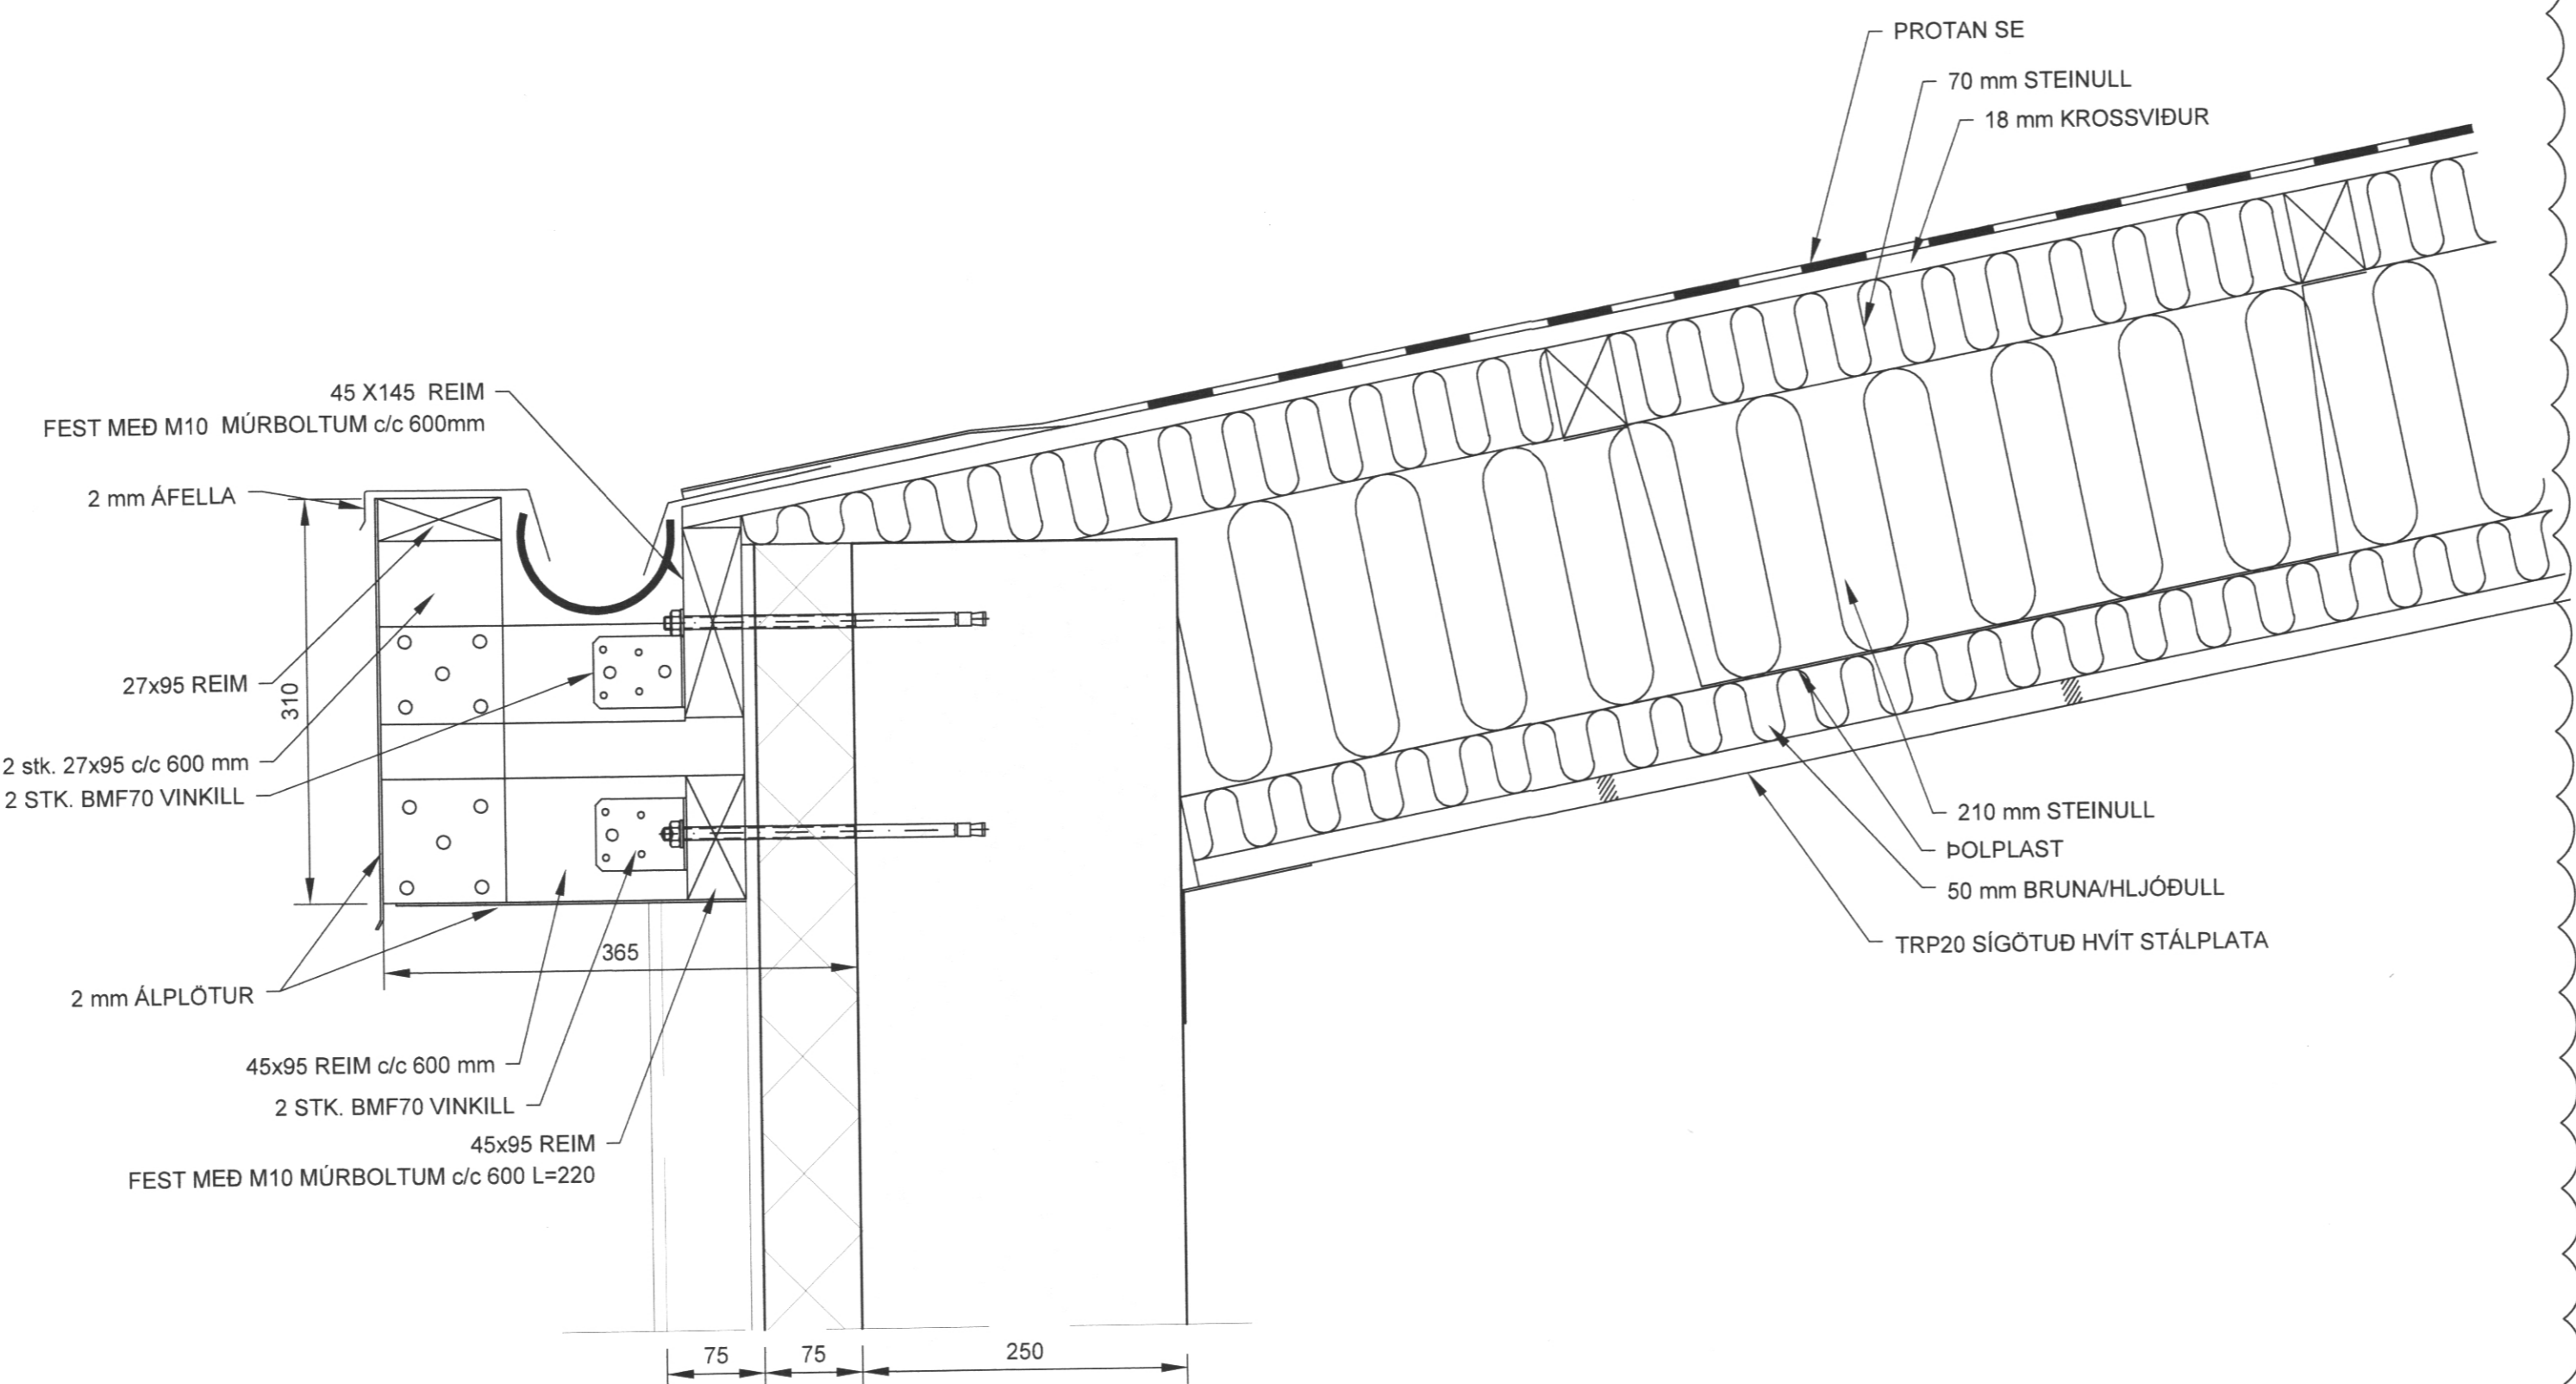 PROTAN SE
70 mm STEINULL
18 mm KROSSVIÐUR
45 X145 REIM
FEST MEÐ M10 MÚRBOLTUM c/c 600mm
2 mm ÁFELLA
27x95 REIM
310
2 stk. 27x95 c/c 600 mm
2 STK. BMF70 VINKILL
210 mm STEINULL
ÞOLPLAST
50 mm BRUNA/HLJÓÐULL
TRP20 SÍGÖTUÐ HVÍT STÁLPLATA
365
2 mm ÁLPLÖTUR
45x95 REIM c/c 600 mm
2 STK. BMF70 VINKILL
45x95 REIM
FEST MEÐ M10 MÚRBOLTUM c/c 600 L=220
75 75 250